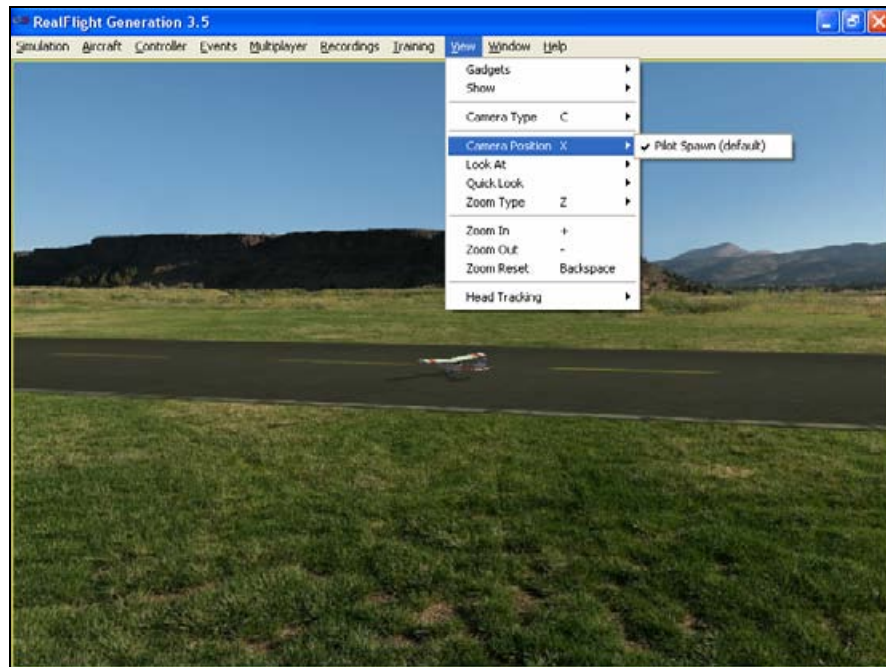 RealFlight Generation 3.5
Simulation Aircraft Controller Events Multiplayer Recordings Training View Window Help
Gadgets
Show
Camera Type C
Camera Position X
✓ Pilot Spawn (default)
Look At
Quick Look
Zoom Type Z
Zoom In +
Zoom Out -
Zoom Reset Backspace
Head Tracking